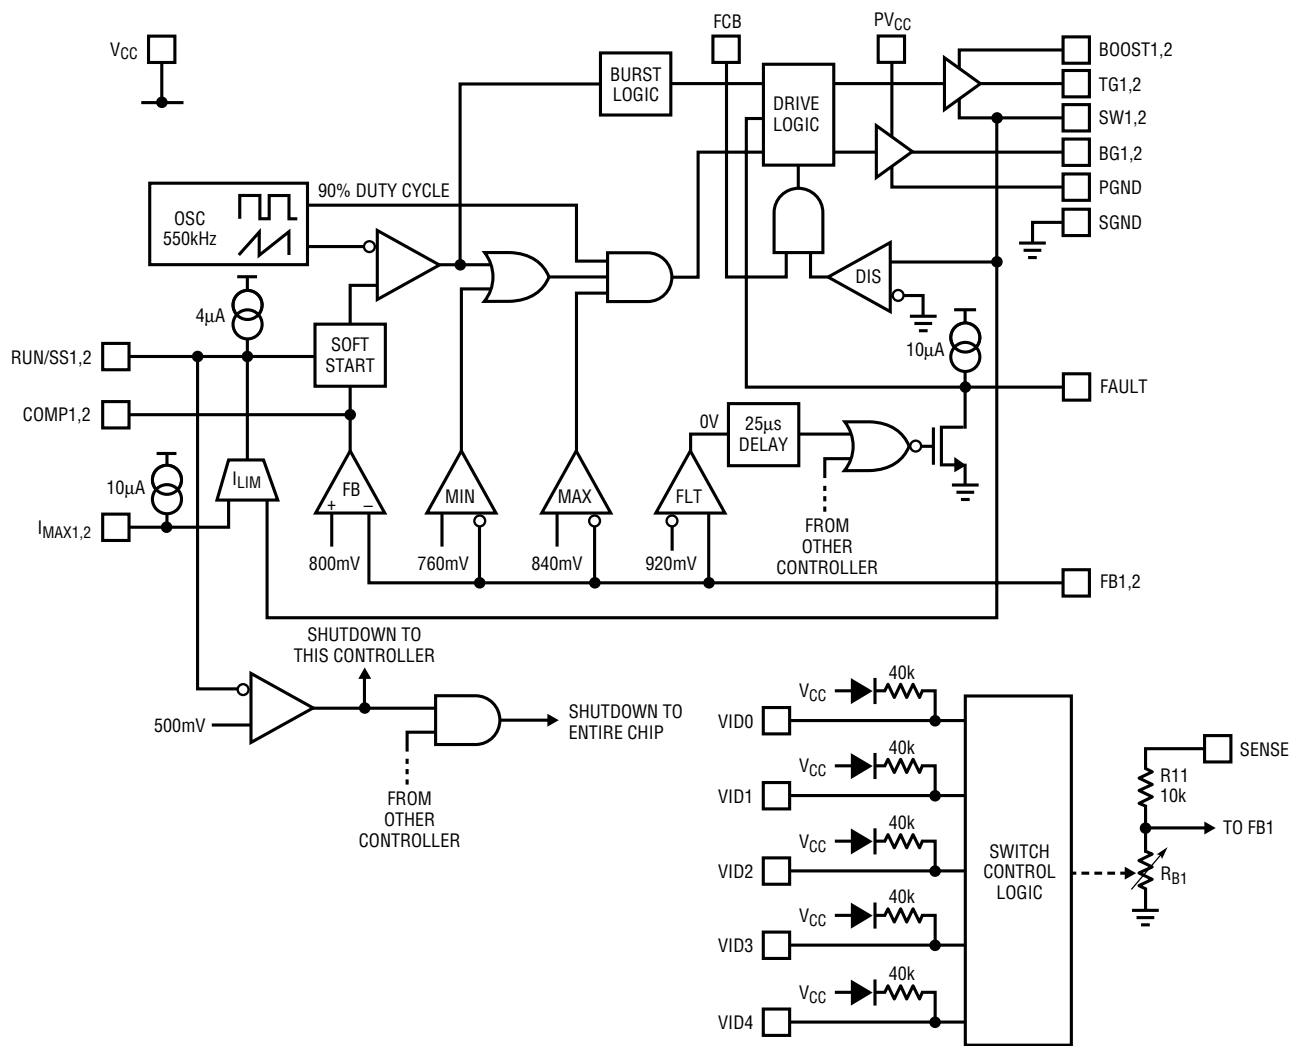 FCB
PVCC
VCC
BOOST1,2
BURST
LOGIC
DRIVE
LOGIC
TG1,2
SW1,2
BG1,2
PGND
SGND
90% DUTY CYCLE
OSC
550kHz
DIS
4µA
10µA
RUN/SS1,2
SOFT
START
FAULT
COMP1,2
0V
25µs
DELAY
10µA
ILIM
FB
+ −
MIN
MAX
FLT
IMAX1,2
FROM
OTHER
CONTROLLER
800mV
760mV
840mV
920mV
FB1,2
SHUTDOWN TO
THIS CONTROLLER
500mV
SHUTDOWN TO
ENTIRE CHIP
FROM
OTHER
CONTROLLER
VCC
40k
VID0
VCC
40k
VID1
VCC
40k
VID2
VCC
40k
VID3
VCC
40k
VID4
SWITCH
CONTROL
LOGIC
SENSE
R11
10k
TO FB1
RB1